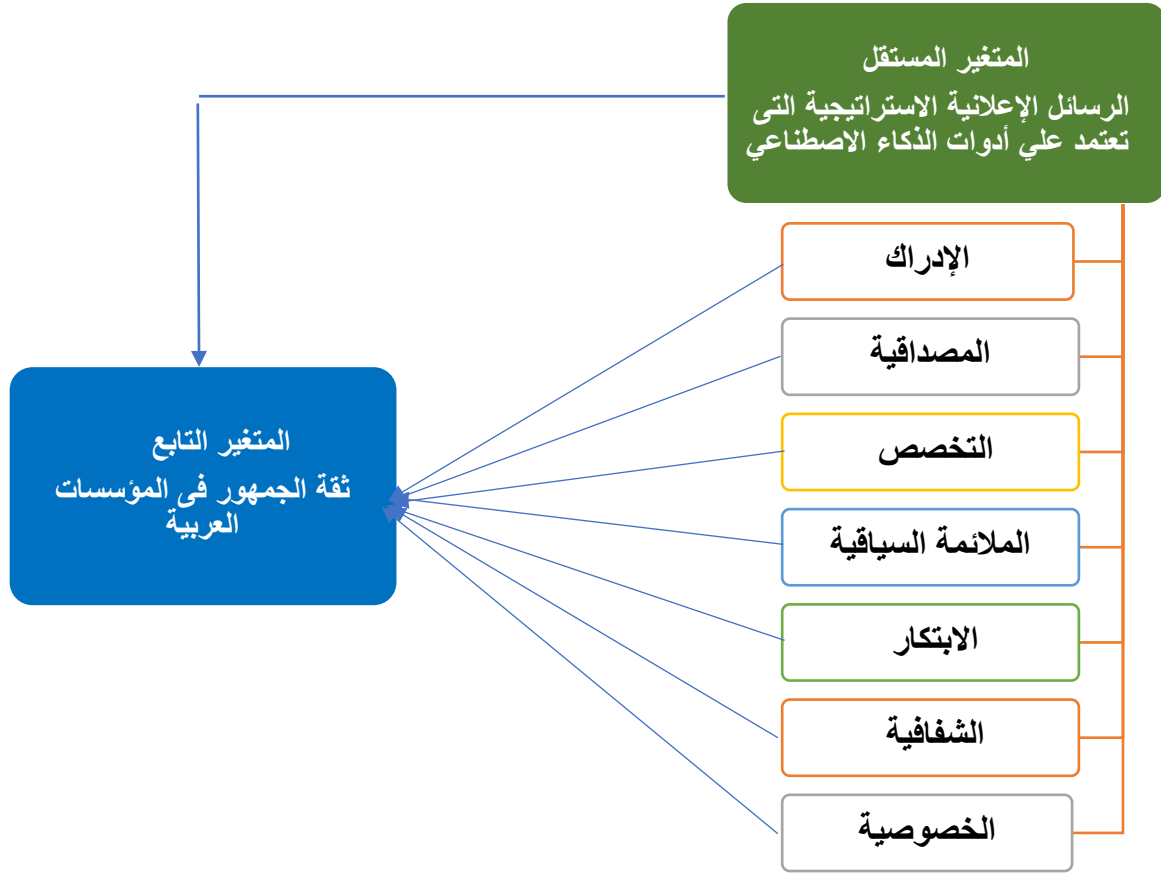 المتغير المستقل
الرسائل الإعلانية الاستراتيجية التى
تعتمد علي أدوات الذكاء الاصطناعي
الإدراك
المصداقية
التخصص
الملائمة السياقية
الابتكار
الشفافية
الخصوصية
المتغير التابع
ثقة الجمهور فى المؤسسات
العربية